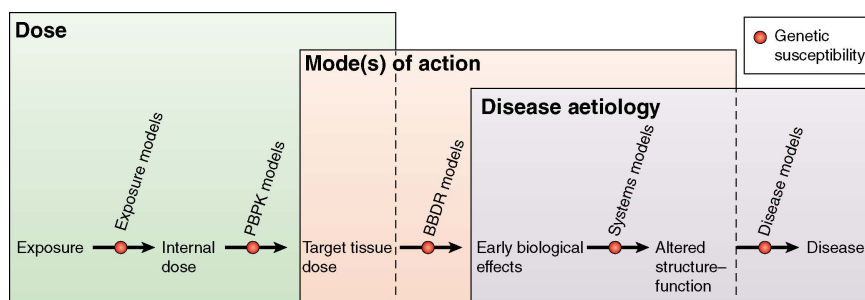 Dose
Genetic
susceptibility
Mode(s) of action
Disease aetiology
Exposure models
PBPK models
BBDR models
Systems models
Disease models
Exposure
Internal
dose
Target tissue
dose
Early biological
effects
Altered
structure–
function
Disease